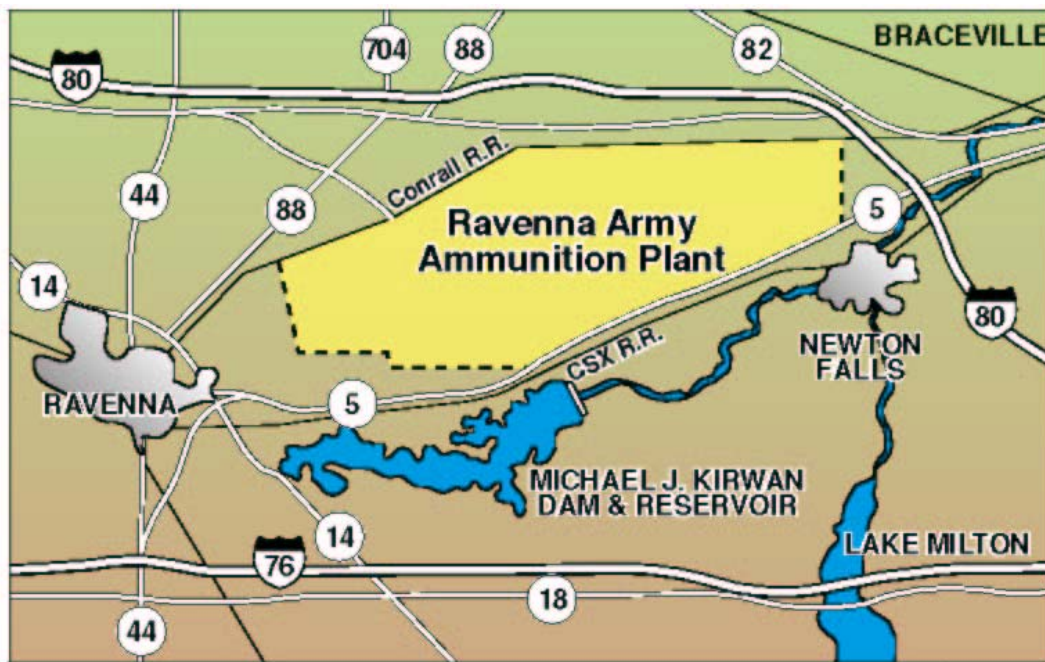 704
88
82
BRACEVILLE
80
44
88
Conrail R.R.
5
Ravenna Army
Ammunition Plant
14
80
NEWTON
FALLS
CSX R.R.
RAVENNA
5
MICHAEL J. KIRWAN
DAM & RESERVOIR
14
LAKE MILTON
76
18
44